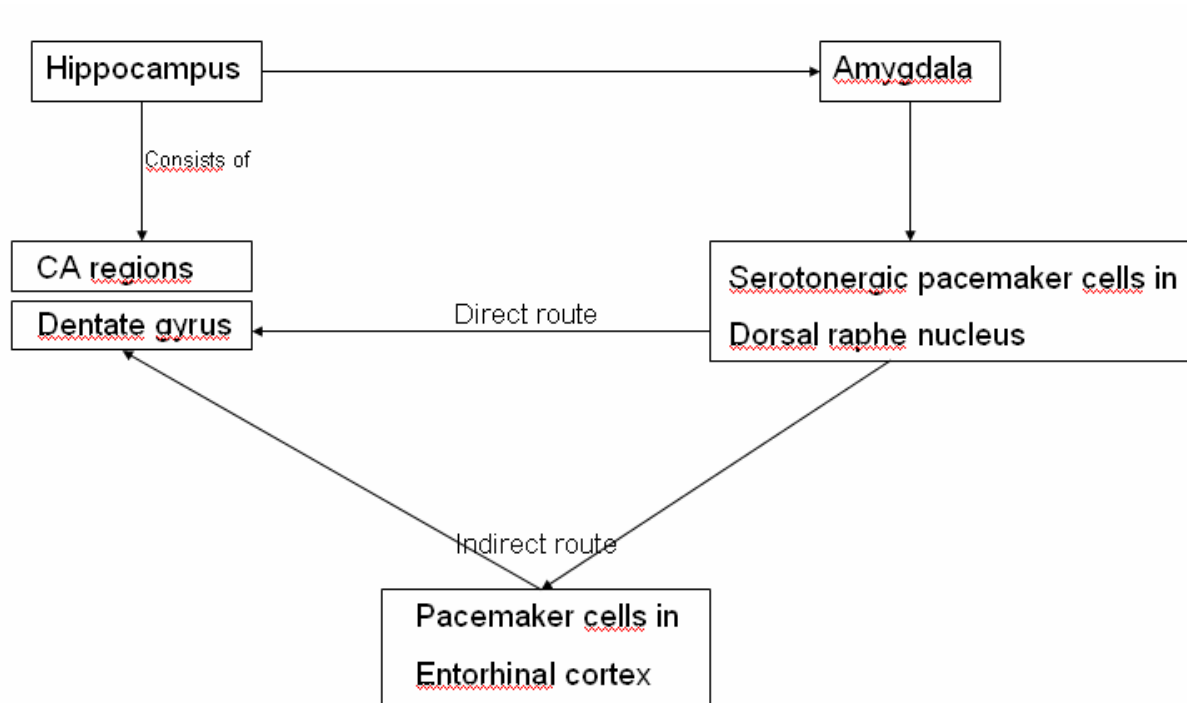 Hippocampus
Amygdala
Consists of
CA regions
Serotonergic pacemaker cells in
Dorsal raphe nucleus
Dentate gyrus
Direct route
Indirect route
Pacemaker cells in
Entorhinal cortex